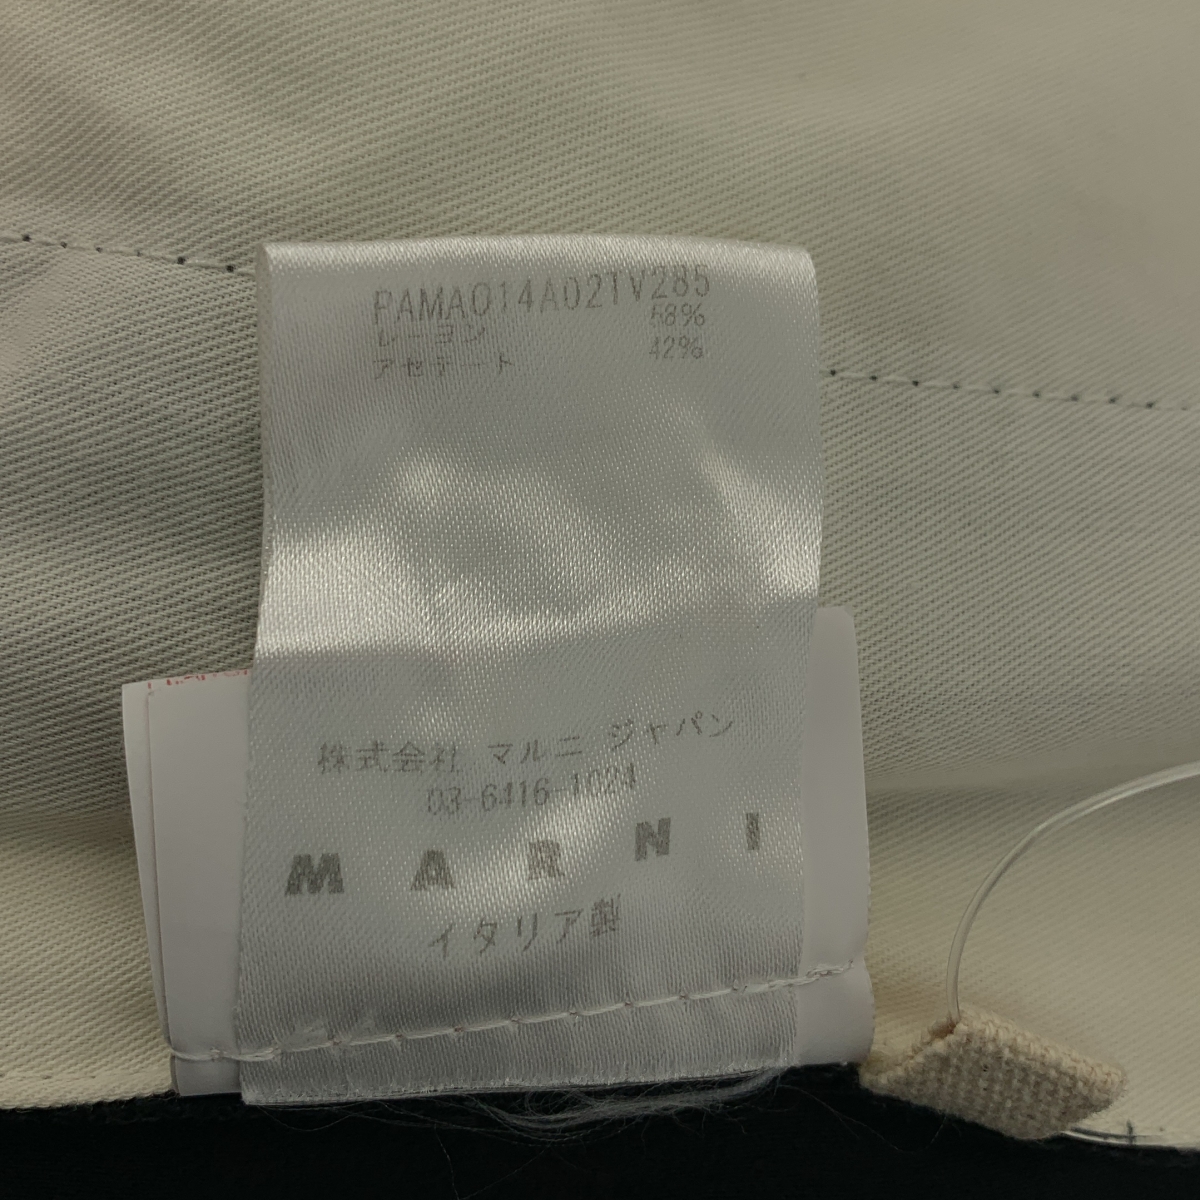 PAMA014A02TV285
レーヨン 58%
アセテート 42%
株式会社 マルニ ジャパン
03-6416-1024
MARNI
イタリア製